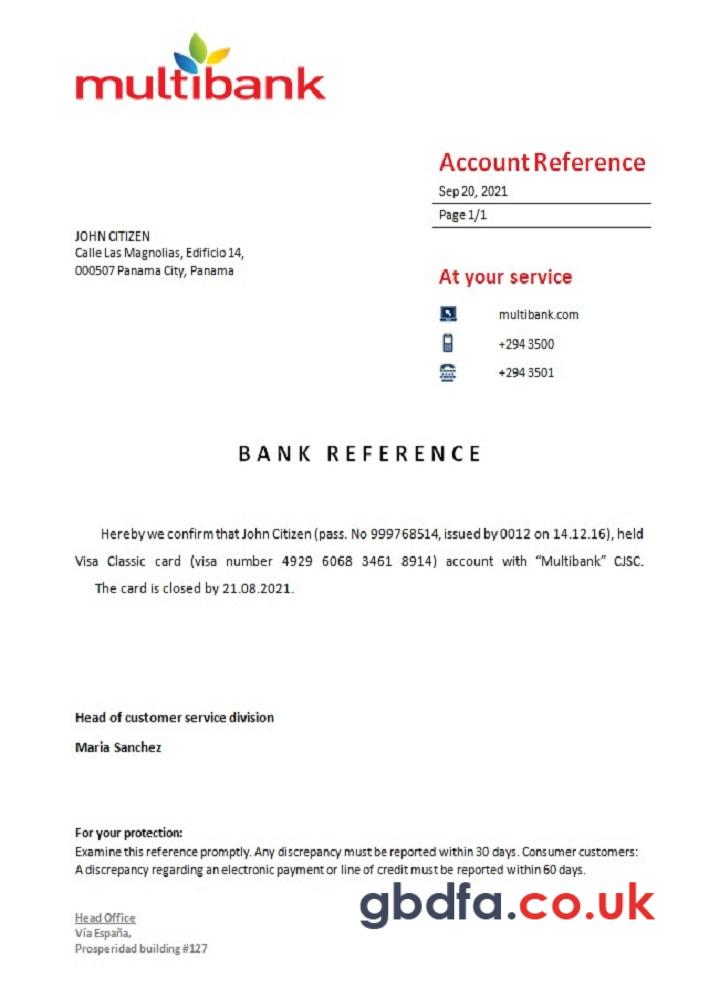 multibank
Account Reference
Sep 20, 2021
Page 1/1
JOHN CITIZEN
Calle Las Magnolias, Edificio 14,
000507 Panama City, Panama
At your service
multibank.com
+294 3500
+294 3501
BANK REFERENCE
Hereby we confirm that John Citizen (pass. No 999768514, issued by 0012 on 14.12.16), held
Visa Classic card (visa number 4929 6068 3461 8914) account with “Multibank” CJSC.
The card is closed by 21.08.2021.
Head of customer service division
Maria Sanchez
For your protection:
Examine this reference promptly. Any discrepancy must be reported within 30 days. Consumer customers:
A discrepancy regarding an electronic payment or line of credit must be reported within 60 days.
gbdfa.co.uk
Head Office
Vía España,
Prosperidad building #127